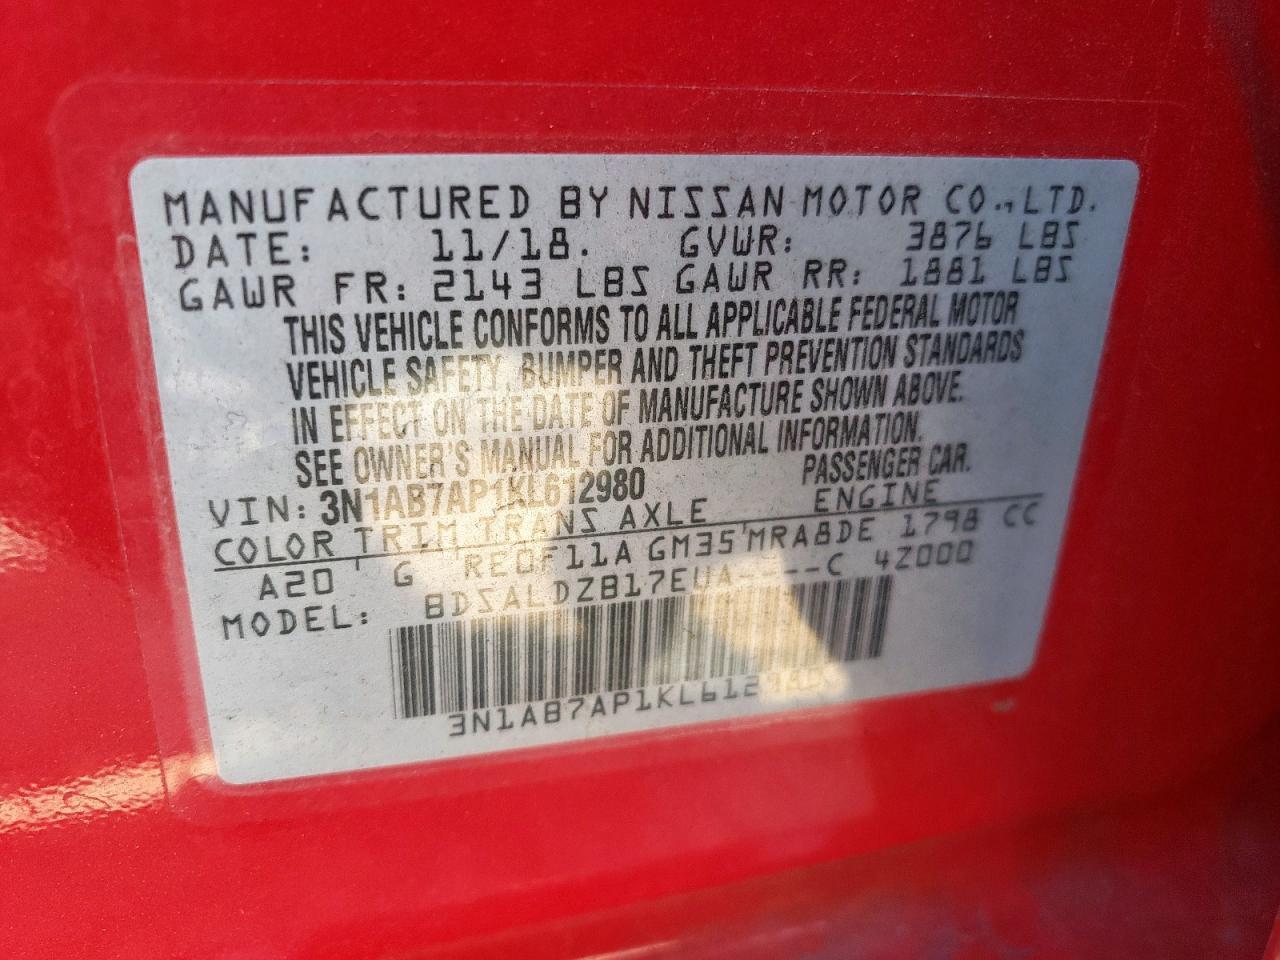 MANUFACTURED BY NISSAN MOTOR CO., LTD.
DATE: 11/18. GVWR: 3876 LBS
GAWR FR: 2143 LBS GAWR RR: 1881 LBS
THIS VEHICLE CONFORMS TO ALL APPLICABLE FEDERAL MOTOR
VEHICLE SAFETY, BUMPER AND THEFT PREVENTION STANDARDS
IN EFFECT ON THE DATE OF MANUFACTURE SHOWN ABOVE.
SEE OWNER'S MANUAL FOR ADDITIONAL INFORMATION.
VIN: 3N1AB7AP1KL612980 PASSENGER CAR.
COLOR TRIM TRANS AXLE ENGINE
A20 G RE0F11A GM35 MRA8DE 1798 CC
MODEL: BDSALDZB17EUA----C 4Z000
3N1AB7AP1KL612980